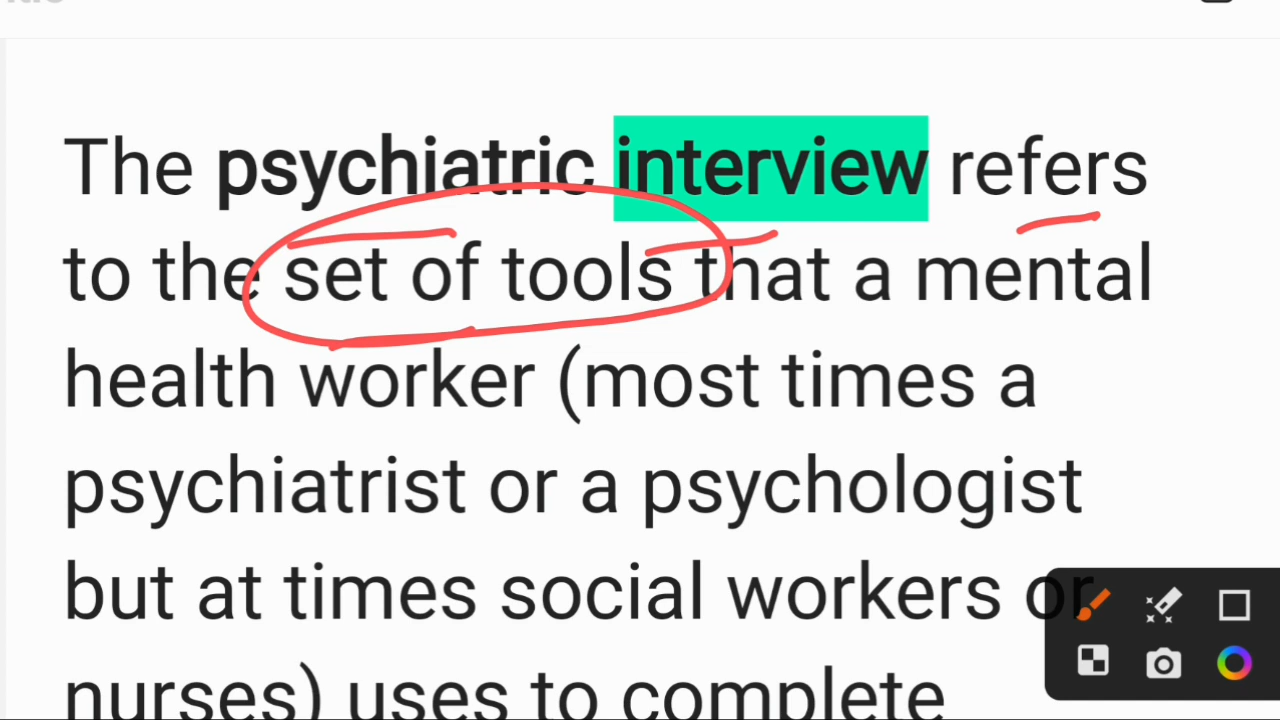 The psychiatric interview refers
to the set of tools that a mental
health worker (most times a
psychiatrist or a psychologist
but at times social workers or
nurses) uses to complete